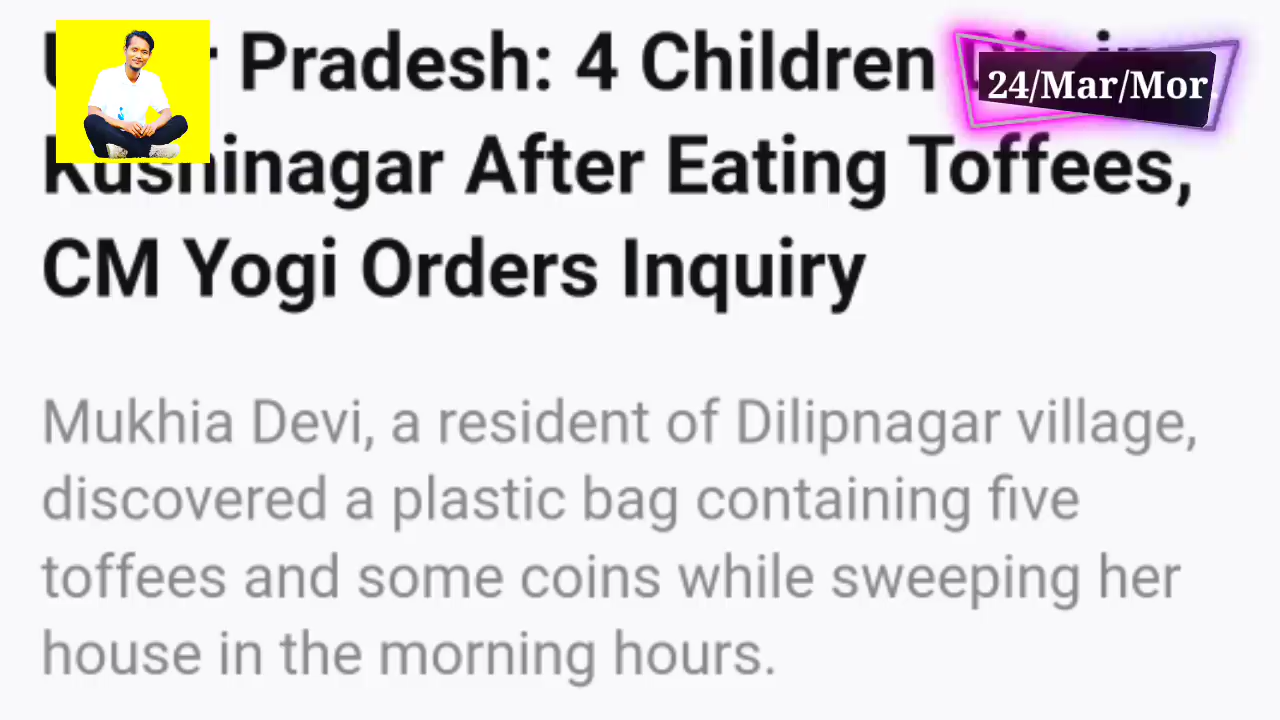 Pradesh: 4 Children
24/Mar/Mor
Kushinagar After Eating Toffees,
CM Yogi Orders Inquiry
Mukhia Devi, a resident of Dilipnagar village,
discovered a plastic bag containing five
toffees and some coins while sweeping her
house in the morning hours.